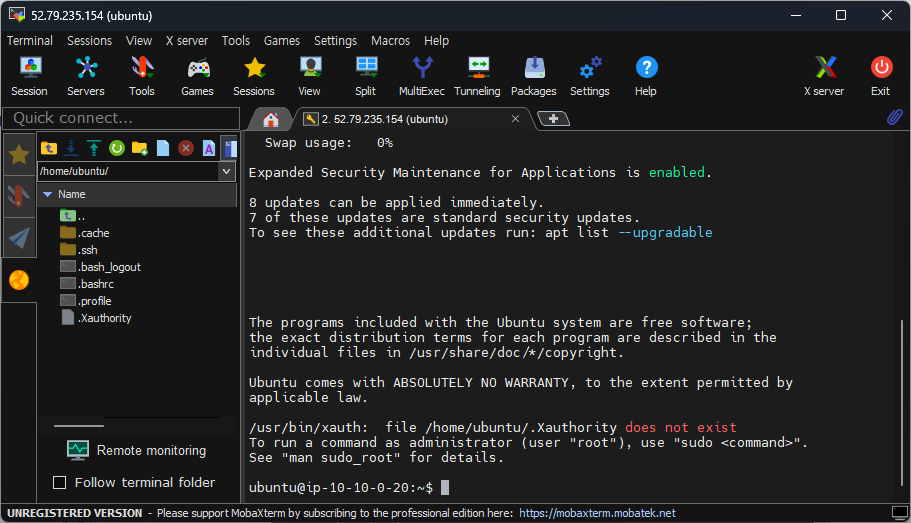 52.79.235.154 (ubuntu)
Terminal Sessions View X server Tools Games Settings Macros Help
Session Servers Tools Games Sessions View Split MultiExec Tunneling Packages Settings Help X server Exit
Quick connect...
2. 52.79.235.154 (ubuntu)
/home/ubuntu/
Name
..
.cache
.ssh
.bash_logout
.bashrc
.profile
.Xauthority
Remote monitoring
Follow terminal folder
Swap usage: 0%
Expanded Security Maintenance for Applications is enabled.
8 updates can be applied immediately.
7 of these updates are standard security updates.
To see these additional updates run: apt list --upgradable
The programs included with the Ubuntu system are free software;
the exact distribution terms for each program are described in the
individual files in /usr/share/doc/*/copyright.
Ubuntu comes with ABSOLUTELY NO WARRANTY, to the extent permitted by
applicable law.
/usr/bin/xauth:  file /home/ubuntu/.Xauthority does not exist
To run a command as administrator (user "root"), use "sudo <command>".
See "man sudo_root" for details.
ubuntu@ip-10-10-0-20:~$
UNREGISTERED VERSION - Please support MobaXterm by subscribing to the professional edition here: https://mobaxterm.mobatek.net